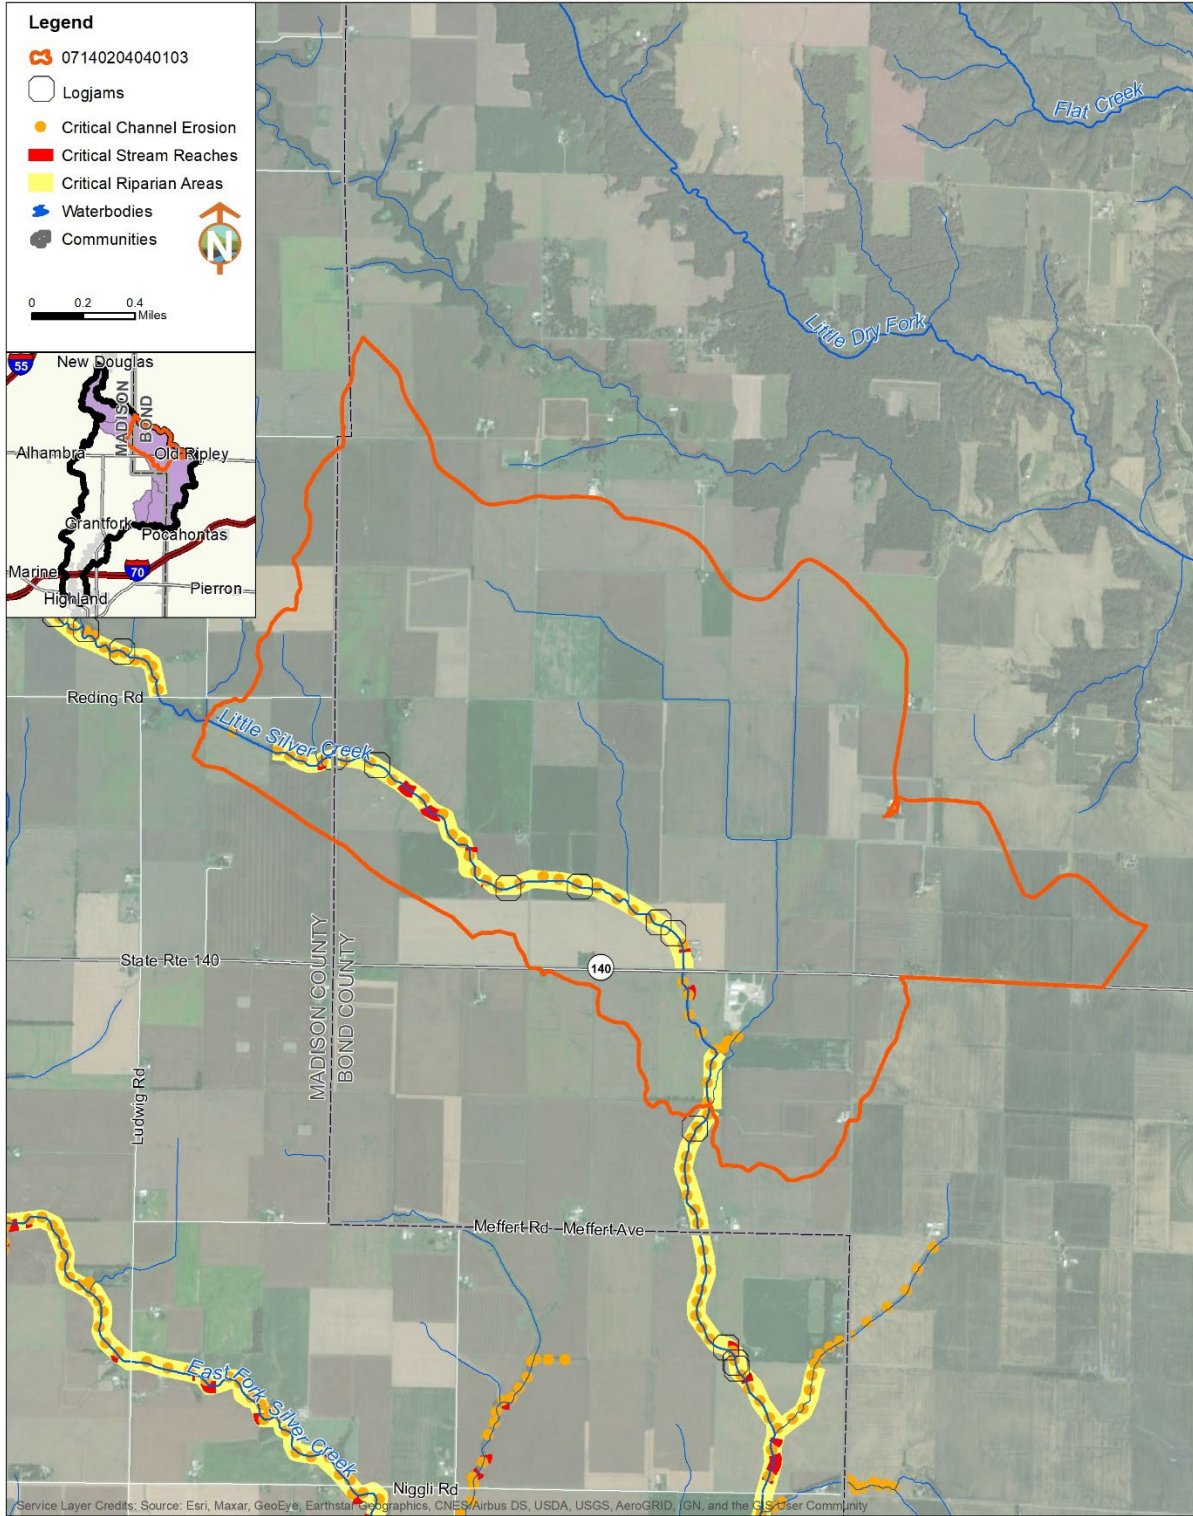 Legend
07140204040103
Logjams
Critical Channel Erosion
Critical Stream Reaches
Critical Riparian Areas
Waterbodies
Communities
N
0 0.2 0.4
Miles
55
New Douglas
MADISON
BOND
Alhambra
Old Ripley
Grantfork
Pocahontas
Marine
70
Pierron
Highland
Flat Creek
Little Dry Fork
Reding Rd
Little Silver Creek
State Rte 140
140
MADISON COUNTY
BOND COUNTY
Ludwig Rd
Meffert Rd
Meffert Ave
East Fork Silver Creek
Niggli Rd
Service Layer Credits: Source: Esri, Maxar, GeoEye, Earthstar Geographics, CNES/Airbus DS, USDA, USGS, AeroGRID, IGN, and the GIS User Community